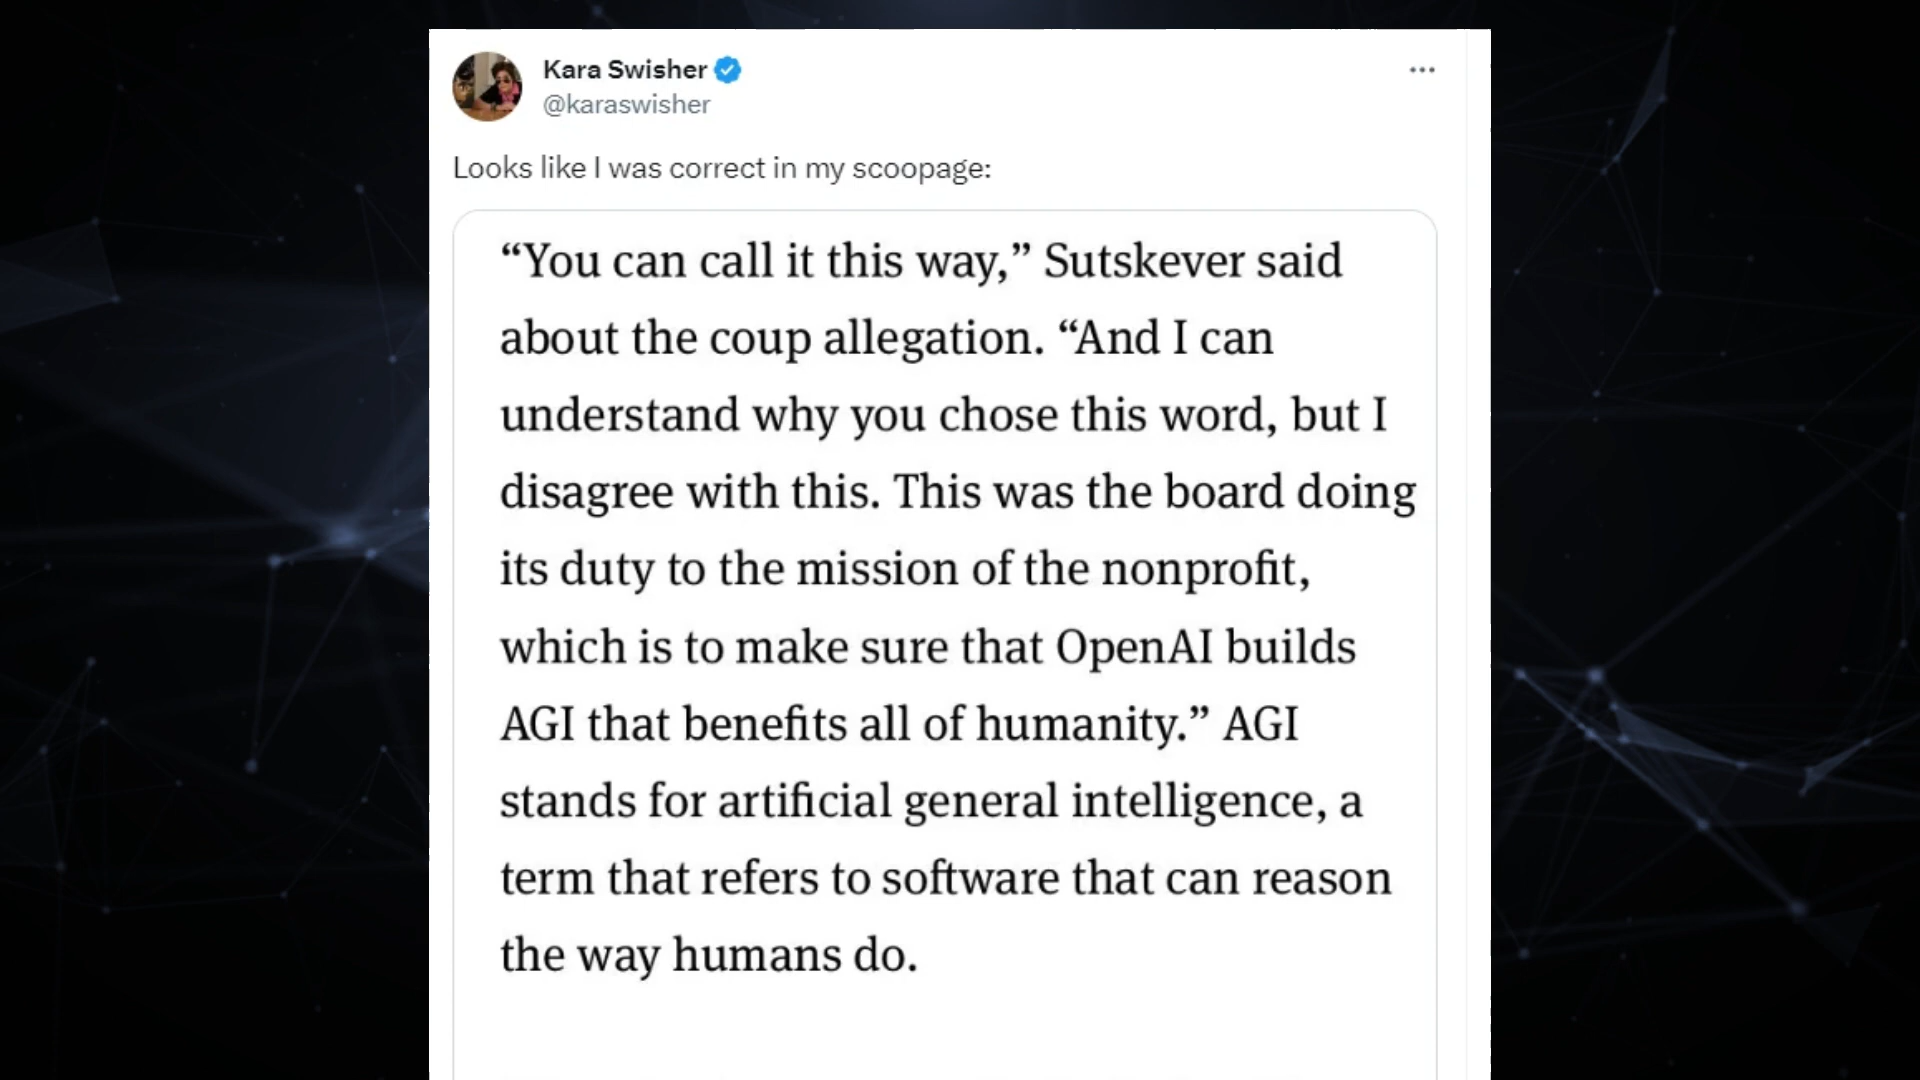 Kara Swisher
@karaswisher
Looks like I was correct in my scoopage:
“You can call it this way,” Sutskever said
about the coup allegation. “And I can
understand why you chose this word, but I
disagree with this. This was the board doing
its duty to the mission of the nonprofit,
which is to make sure that OpenAI builds
AGI that benefits all of humanity.” AGI
stands for artificial general intelligence, a
term that refers to software that can reason
the way humans do.